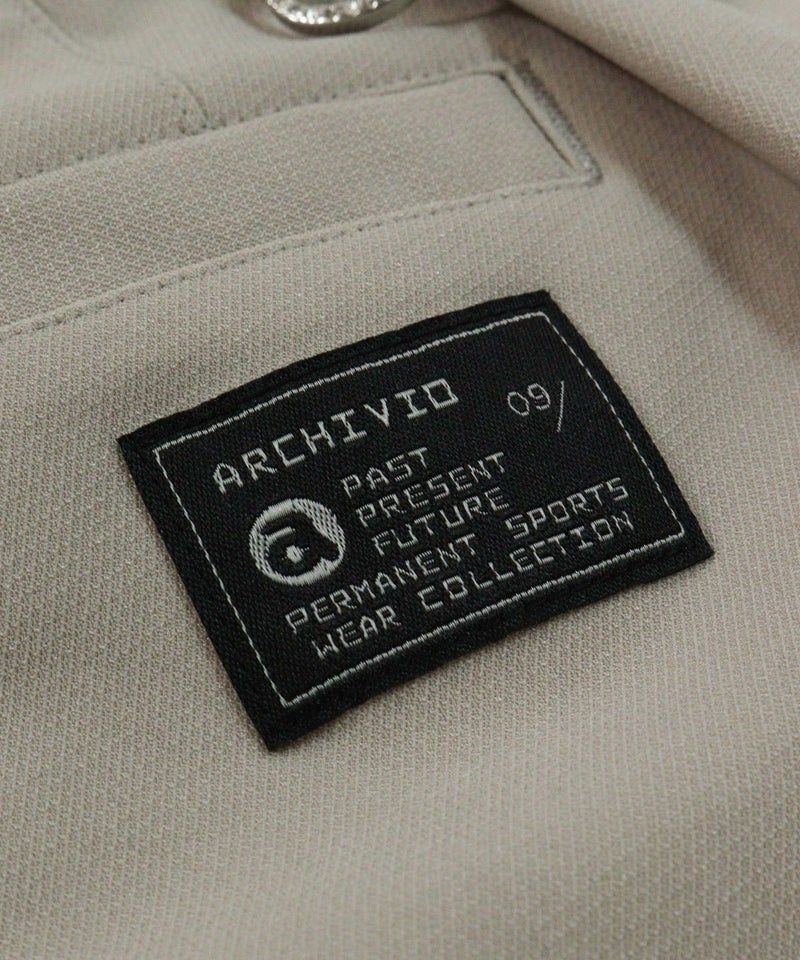 ARCHIVIO 09/
a
PAST
PRESENT
FUTURE
PERMANENT SPORTS
WEAR COLLECTION